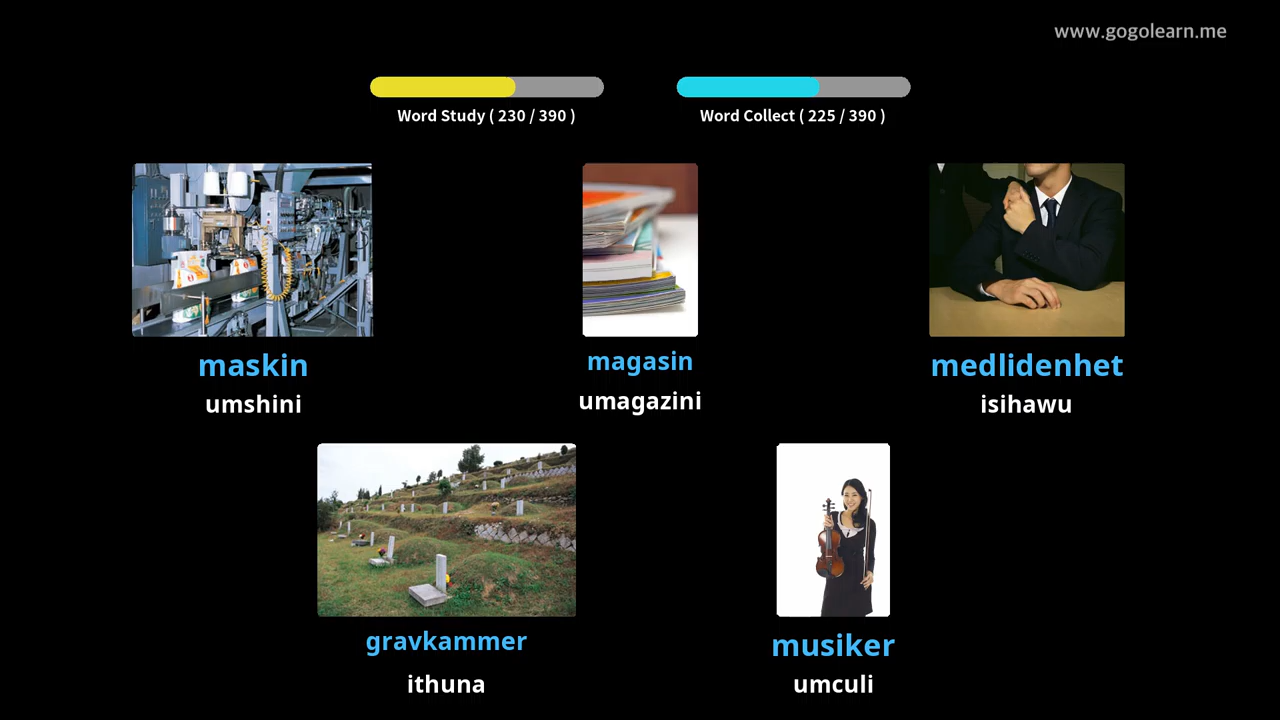 www.gogolearn.me
Word Study ( 230 / 390 )
Word Collect ( 225 / 390 )
maskin
umshini
magasin
umagazini
medlidenhet
isihawu
gravkammer
ithuna
musiker
umculi